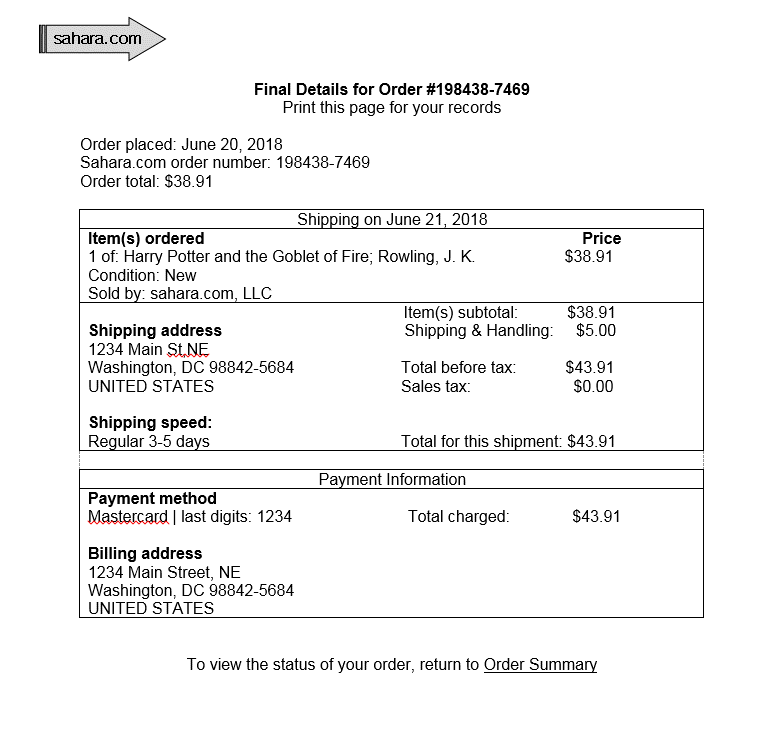 sahara.com
Final Details for Order #198438-7469
Print this page for your records
Order placed: June 20, 2018
Sahara.com order number: 198438-7469
Order total: $38.91
Shipping on June 21, 2018
Item(s) ordered Price
1 of: Harry Potter and the Goblet of Fire; Rowling, J. K. $38.91
Condition: New
Sold by: sahara.com, LLC
Item(s) subtotal: $38.91
Shipping address Shipping & Handling: $5.00
1234 Main St,NE
Washington, DC 98842-5684 Total before tax: $43.91
UNITED STATES Sales tax: $0.00
Shipping speed:
Regular 3-5 days Total for this shipment: $43.91
Payment Information
Payment method
Mastercard | last digits: 1234 Total charged: $43.91
Billing address
1234 Main Street, NE
Washington, DC 98842-5684
UNITED STATES
To view the status of your order, return to Order Summary